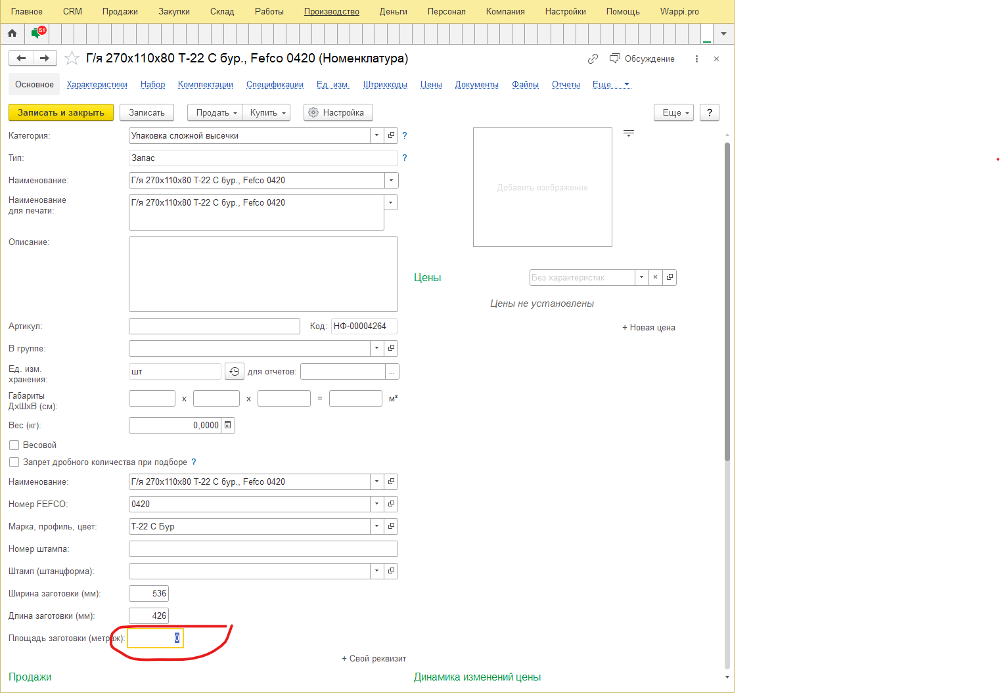 Главное CRM Продажи Закупки Склад Работы Производство Деньги Персонал Компания Настройки Помощь Wappi.pro
51
Г/я 270х110х80 Т-22 С бур., Fefco 0420 (Номенклатура) Обсуждение
Основное Характеристики Набор Комплектации Спецификации Ед. изм. Штрихкоды Цены Документы Файлы Отчеты Еще...
Записать и закрыть Записать Продать Купить Настройка Еще ?
Категория: Упаковка сложной высечки ?
Тип: Запас ?
Наименование: Г/я 270х110х80 Т-22 С бур., Fefco 0420
Наименование
для печати: Г/я 270х110х80 Т-22 С бур., Fefco 0420
Добавить изображение
Описание:
Цены Без характеристик
Цены не установлены
+ Новая цена
Артикул: Код: НФ-00004264
В группе:
Ед. изм.
хранения: шт для отчетов: ...
Габариты
ДхШхВ (см): х х = м³
Вес (кг): 0,0000
Весовой
Запрет дробного количества при подборе ?
Наименование: Г/я 270х110х80 Т-22 С бур., Fefco 0420
Номер FEFCO: 0420
Марка, профиль, цвет: Т-22 С Бур
Номер штампа:
Штамп (штанцформа):
Ширина заготовки (мм): 536
Длина заготовки (мм): 426
Площадь заготовки (метраж): 0
+ Свой реквизит
Продажи Динамика изменений цены